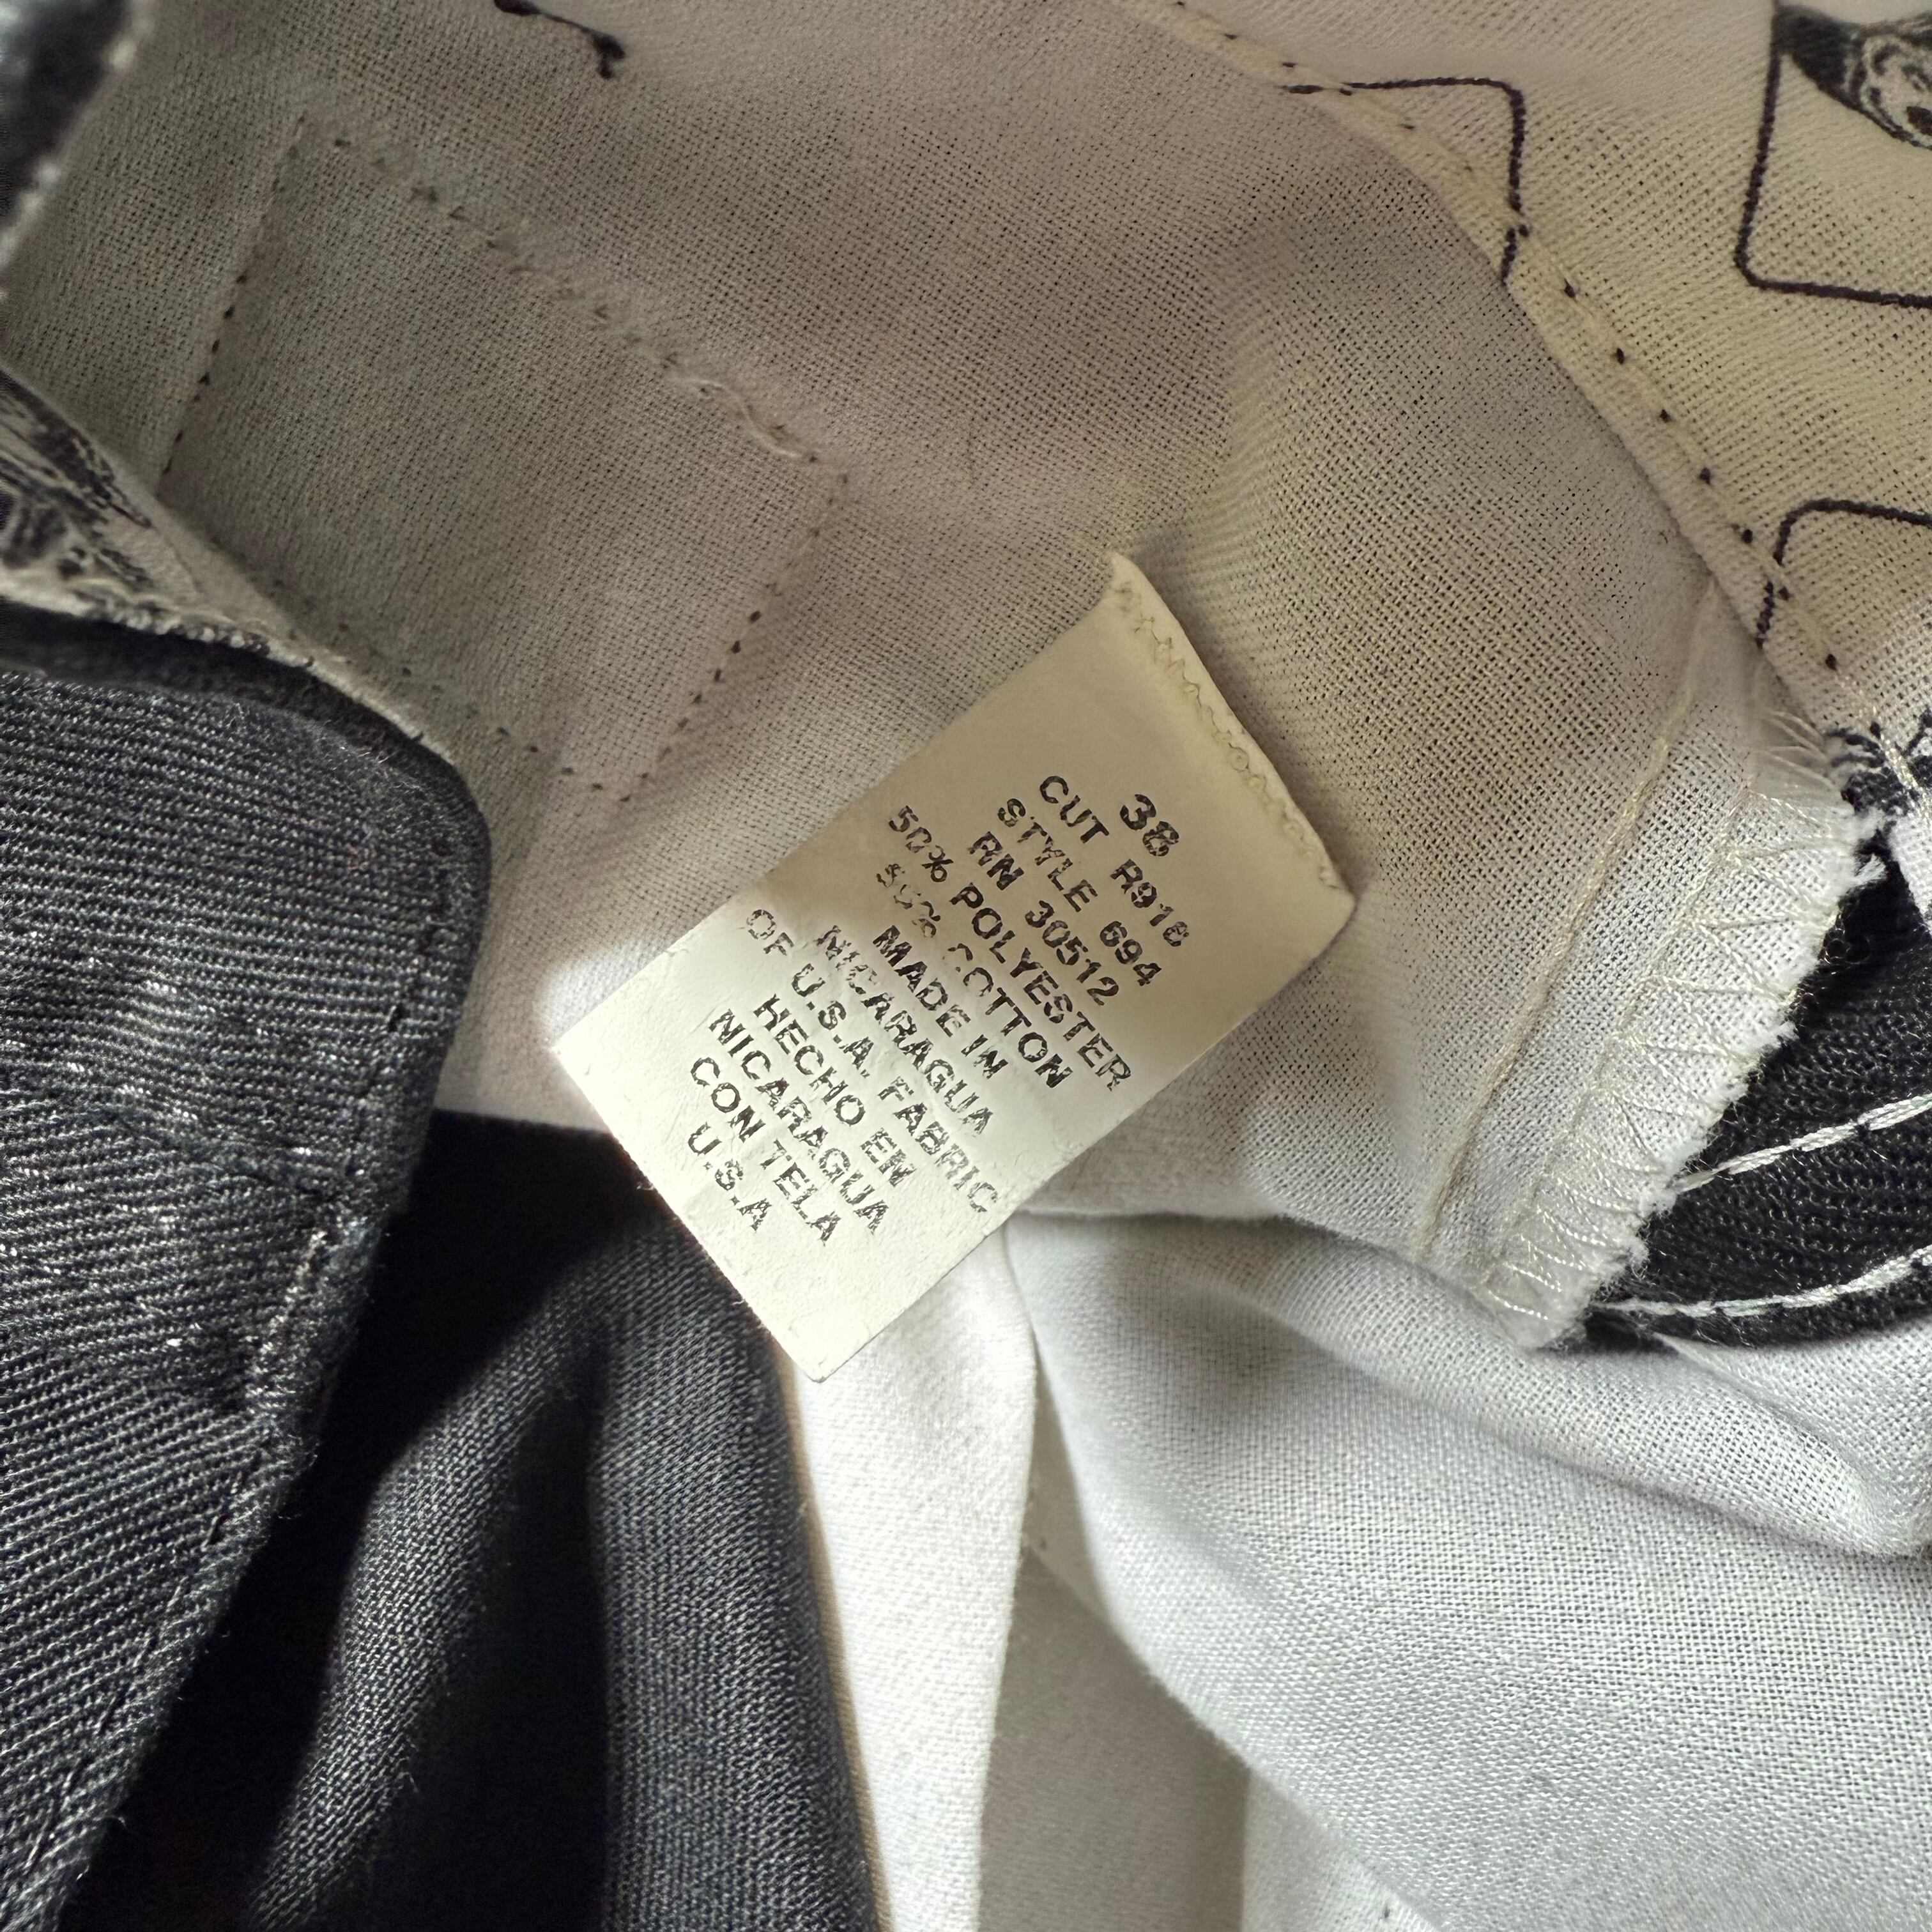 38
CUT R918
STYLE 694
RN 30512
50% POLYESTER
50% COTTON
MADE IN
NICARAGUA
OF U.S.A. FABRIC
HECHO EN
NICARAGUA
CON TELA
U.S.A